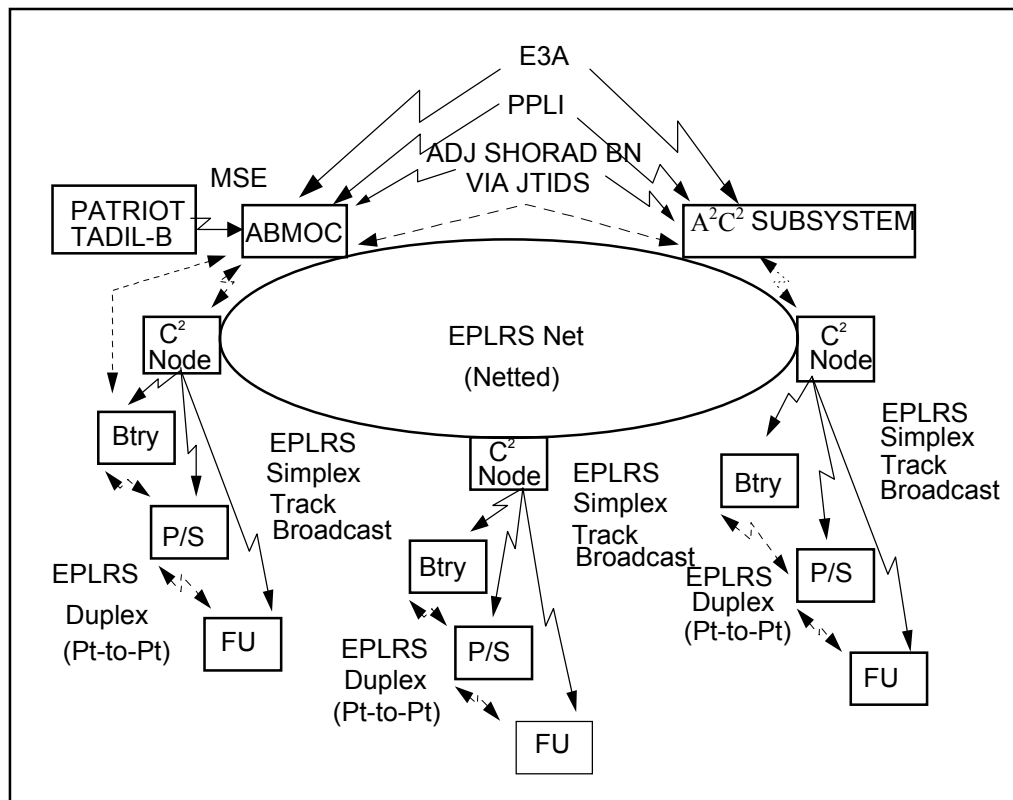 E3A
PPLI
ADJ SHORAD BN
VIA JTIDS
MSE
PATRIOT
TADIL-B
ABMOC
A²C² SUBSYSTEM
EPLRS Net
(Netted)
C²
Node
Btry
P/S
FU
EPLRS
Simplex
Track
Broadcast
EPLRS
Duplex
(Pt-to-Pt)
C²
Node
Btry
P/S
FU
EPLRS
Simplex
Track
Broadcast
EPLRS
Duplex
(Pt-to-Pt)
C²
Node
Btry
P/S
FU
EPLRS
Simplex
Track
Broadcast
EPLRS
Duplex
(Pt-to-Pt)